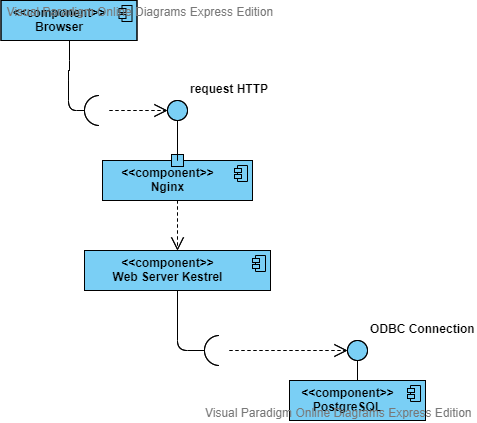 Visual Paradigm Online Diagrams Express Edition
<<component>>
Browser
request HTTP
<<component>>
Nginx
<<component>>
Web Server Kestrel
ODBC Connection
<<component>>
PostgreSQL
Visual Paradigm Online Diagrams Express Edition